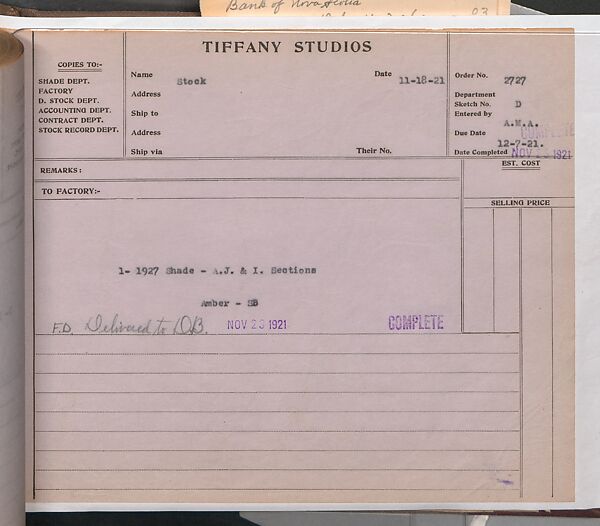 Bank of Nova Scotia
TIFFANY STUDIOS
COPIES TO:-
SHADE DEPT.
FACTORY
D. STOCK DEPT.
ACCOUNTING DEPT.
CONTRACT DEPT.
STOCK RECORD DEPT.
Name Stock Date 11-18-21
Address
Ship to
Address
Ship via Their No.
Order No. 2727
Department
Sketch No. D
Entered by A.M.A.
COMPLETE
Due Date 12-7-21.
Date Completed NOV 23 1921
REMARKS:
EST. COST
TO FACTORY:-
SELLING PRICE
1- 1927 Shade - A.J. & I. Sections
Amber - SB
F.D. Delivered to D.B. NOV 23 1921 COMPLETE